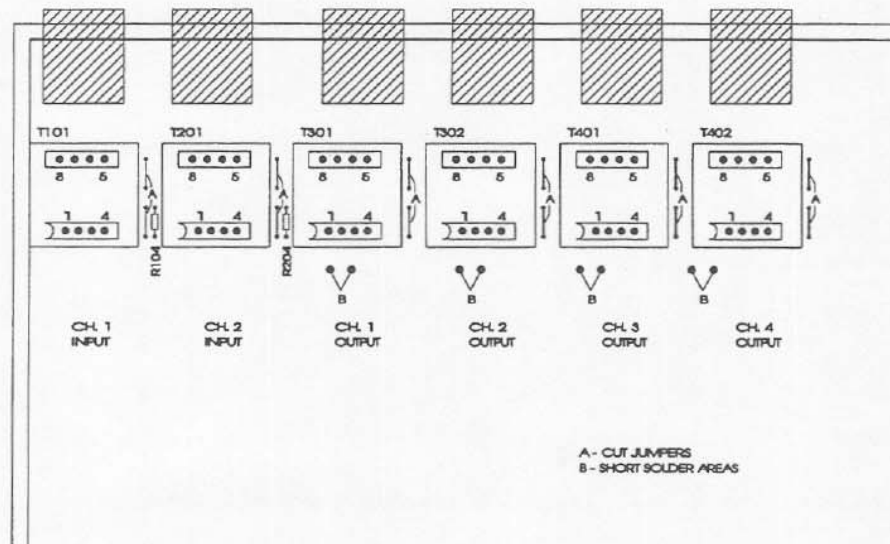 T101 T201 T301 T302 T401 T402
8 5 8 5 8 5 8 5 8 5 8 5
A A A A A A
1 4 1 4 1 4 1 4 1 4 1 4
R104 R204
B B B B
CH. 1 CH. 2 CH. 1 CH. 2 CH. 3 CH. 4
INPUT INPUT OUTPUT OUTPUT OUTPUT OUTPUT
A - CUT JUMPERS
B - SHORT SOLDER AREAS